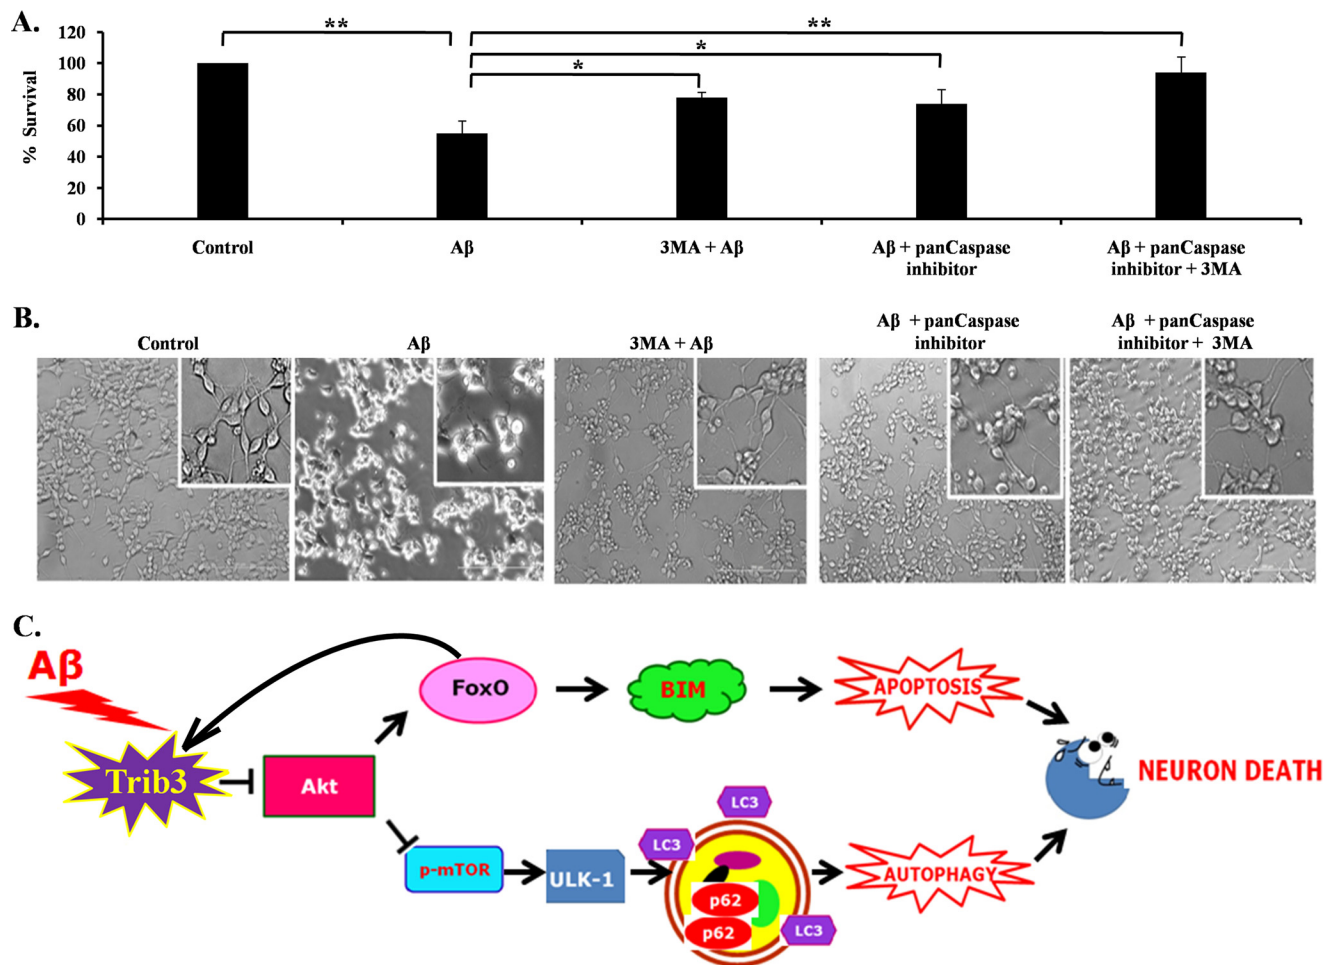 A.
120
100
80
60
40
20
0
% Survival
**
**
*
*
Control
Aβ
3MA + Aβ
Aβ + panCaspase
inhibitor
Aβ + panCaspase
inhibitor + 3MA
B.
Control
Aβ
3MA + Aβ
Aβ + panCaspase
inhibitor
Aβ + panCaspase
inhibitor + 3MA
C.
Aβ
FoxO
BIM
APOPTOSIS
Trib3
Akt
NEURON DEATH
LC3
LC3
p-mTOR
ULK-1
AUTOPHAGY
p62
p62
LC3